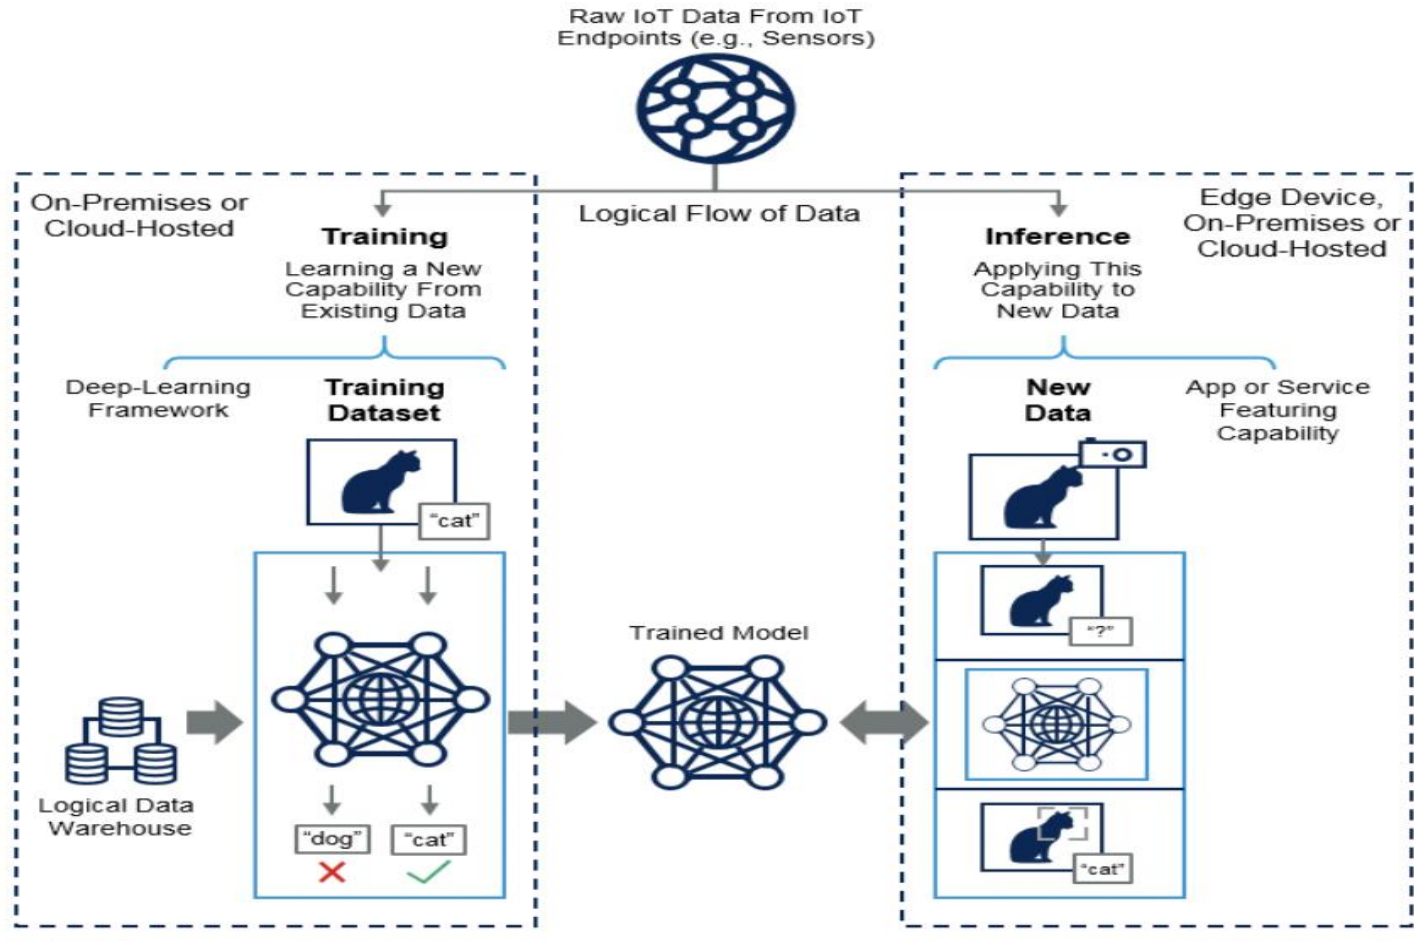 Raw IoT Data From IoT
Endpoints (e.g., Sensors)
On-Premises or
Cloud-Hosted
Logical Flow of Data
Edge Device,
On-Premises or
Cloud-Hosted
Training
Learning a New
Capability From
Existing Data
Inference
Applying This
Capability to
New Data
Deep-Learning
Framework
Training
Dataset
New
Data
App or Service
Featuring
Capability
“cat”
“?”
Trained Model
Logical Data
Warehouse
“dog”
“cat”
“cat”